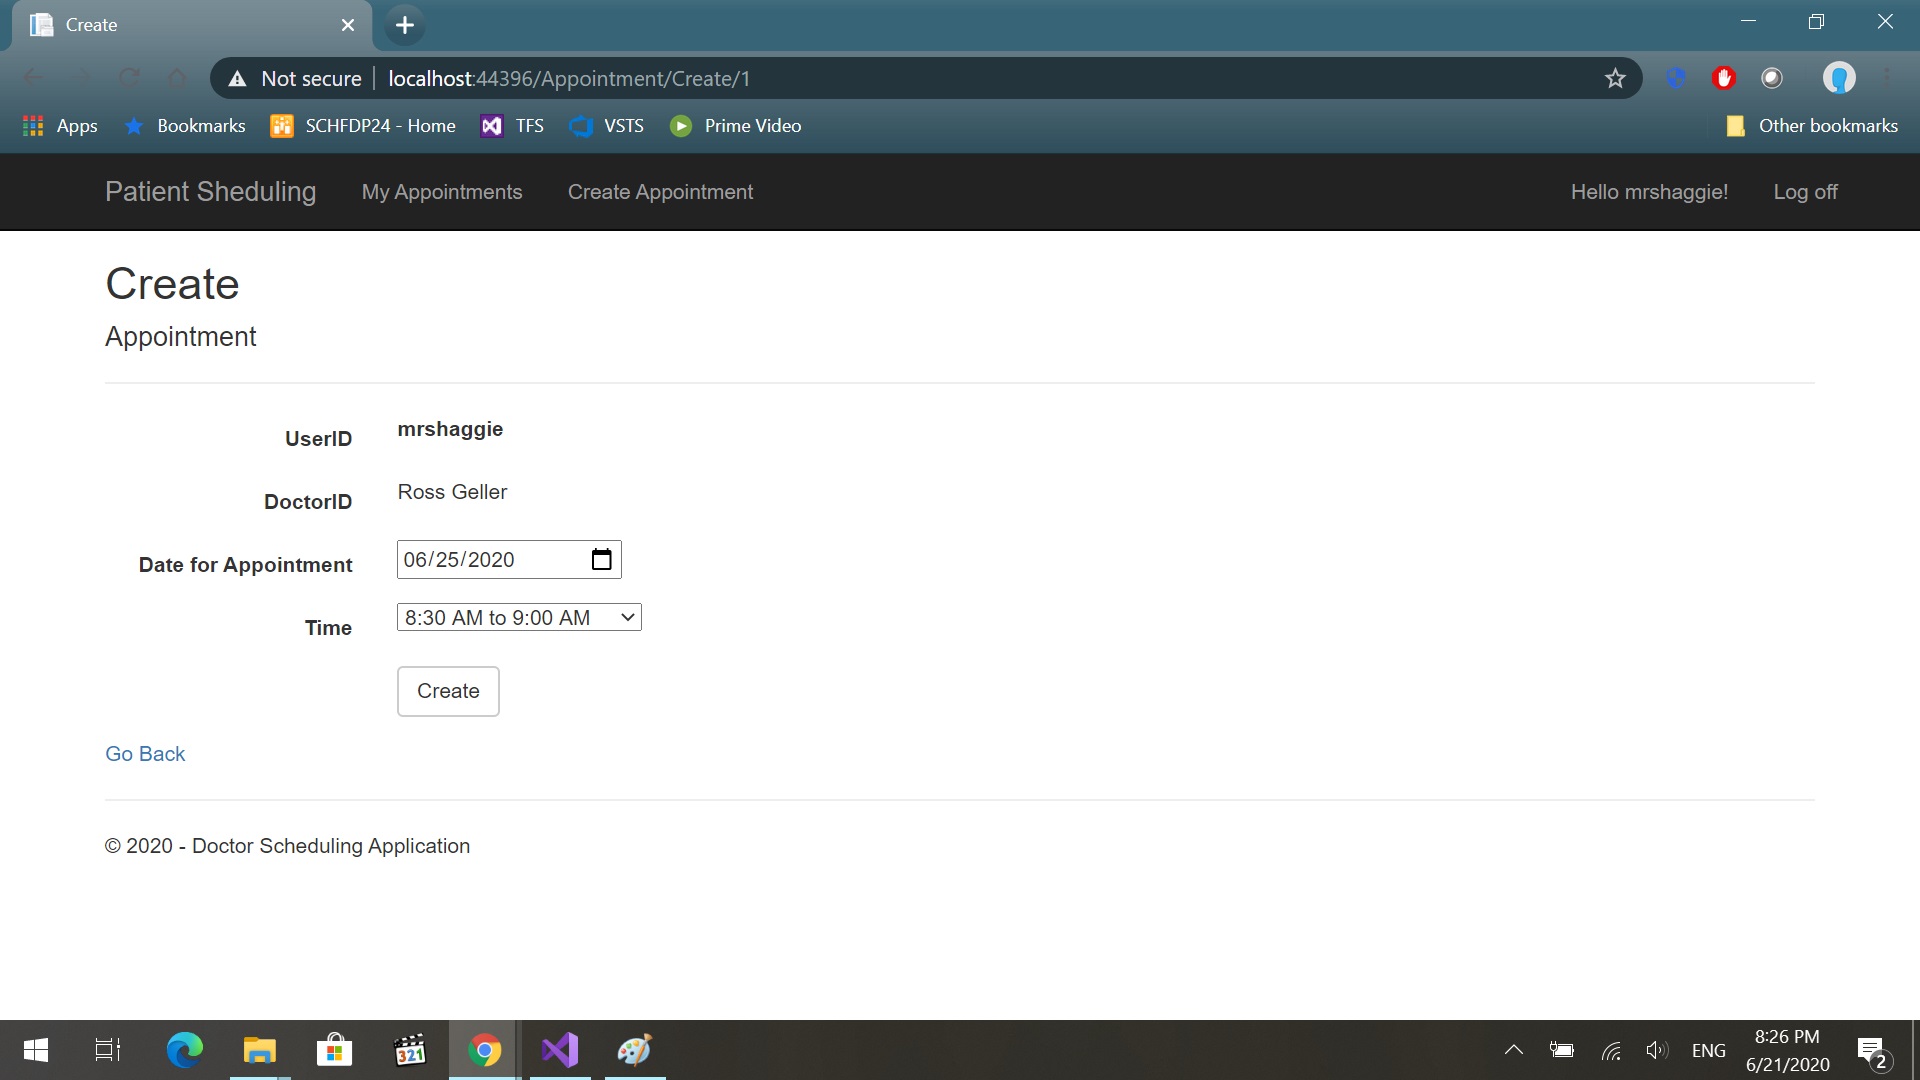 Create
Not secure localhost:44396/Appointment/Create/1
Apps Bookmarks SCHFDP24 - Home TFS VSTS Prime Video Other bookmarks
Patient Sheduling My Appointments Create Appointment Hello mrshaggie! Log off
Create
Appointment
UserID mrshaggie
DoctorID Ross Geller
Date for Appointment 06/25/2020
Time 8:30 AM to 9:00 AM
Create
Go Back
© 2020 - Doctor Scheduling Application
321
ENG
8:26 PM
6/21/2020
2